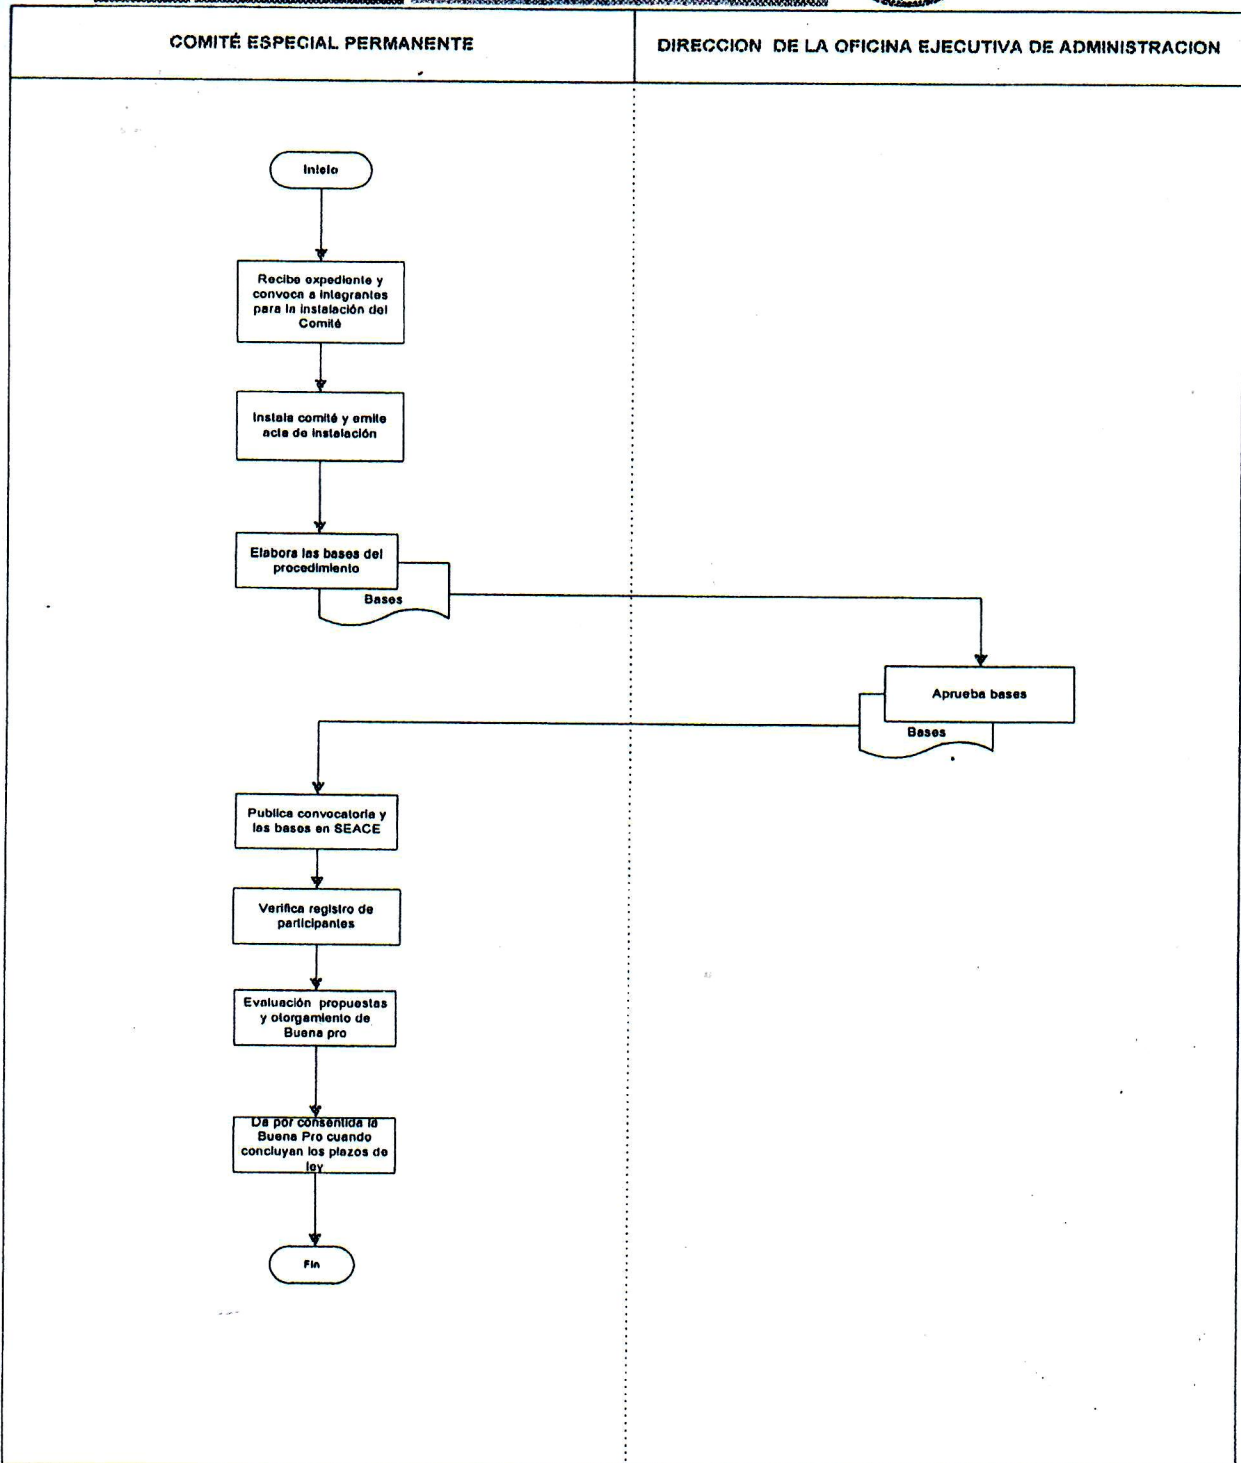 COMITÉ ESPECIAL PERMANENTE
DIRECCION DE LA OFICINA EJECUTIVA DE ADMINISTRACION
Inicio
Recibe expediente y
convoca a integrantes
para la instalación del
Comité
Instala comité y emite
acta de instalación
Elabora las bases del
procedimiento
Bases
Aprueba bases
Bases
Publica convocatoria y
las bases en SEACE
Verifica registro de
participantes
Evaluación propuestas
y otorgamiento de
Buena pro
Da por consentida la
Buena Pro cuando
concluyan los plazos de
ley
Fin